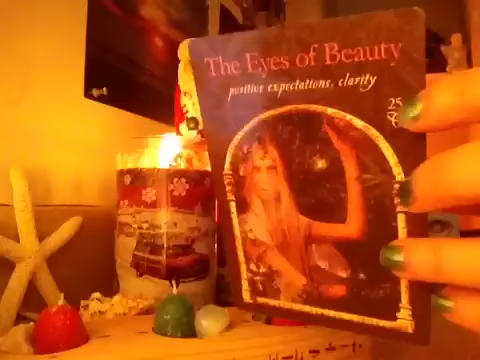 The Eyes of Beauty
positive expectations, clarity
25